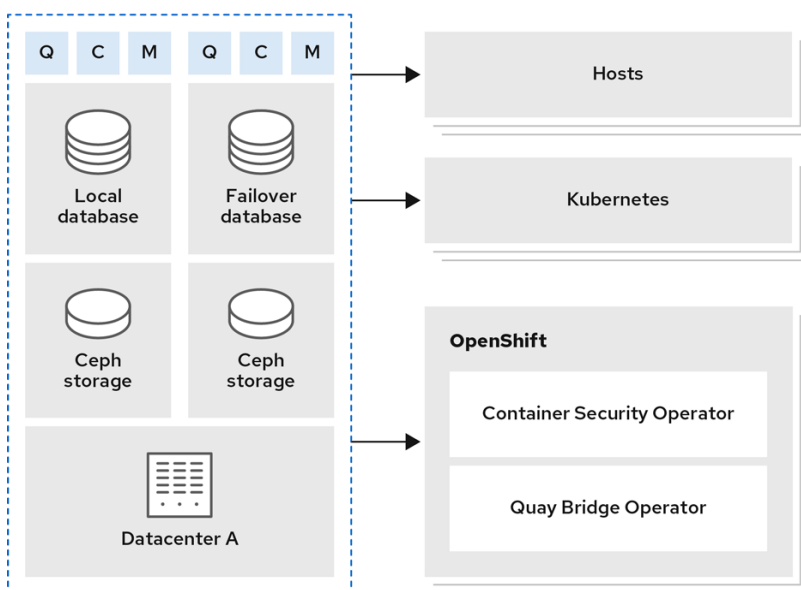 Q C M Q C M
Local
database
Failover
database
Ceph
storage
Ceph
storage
Datacenter A
Hosts
Kubernetes
OpenShift
Container Security Operator
Quay Bridge Operator